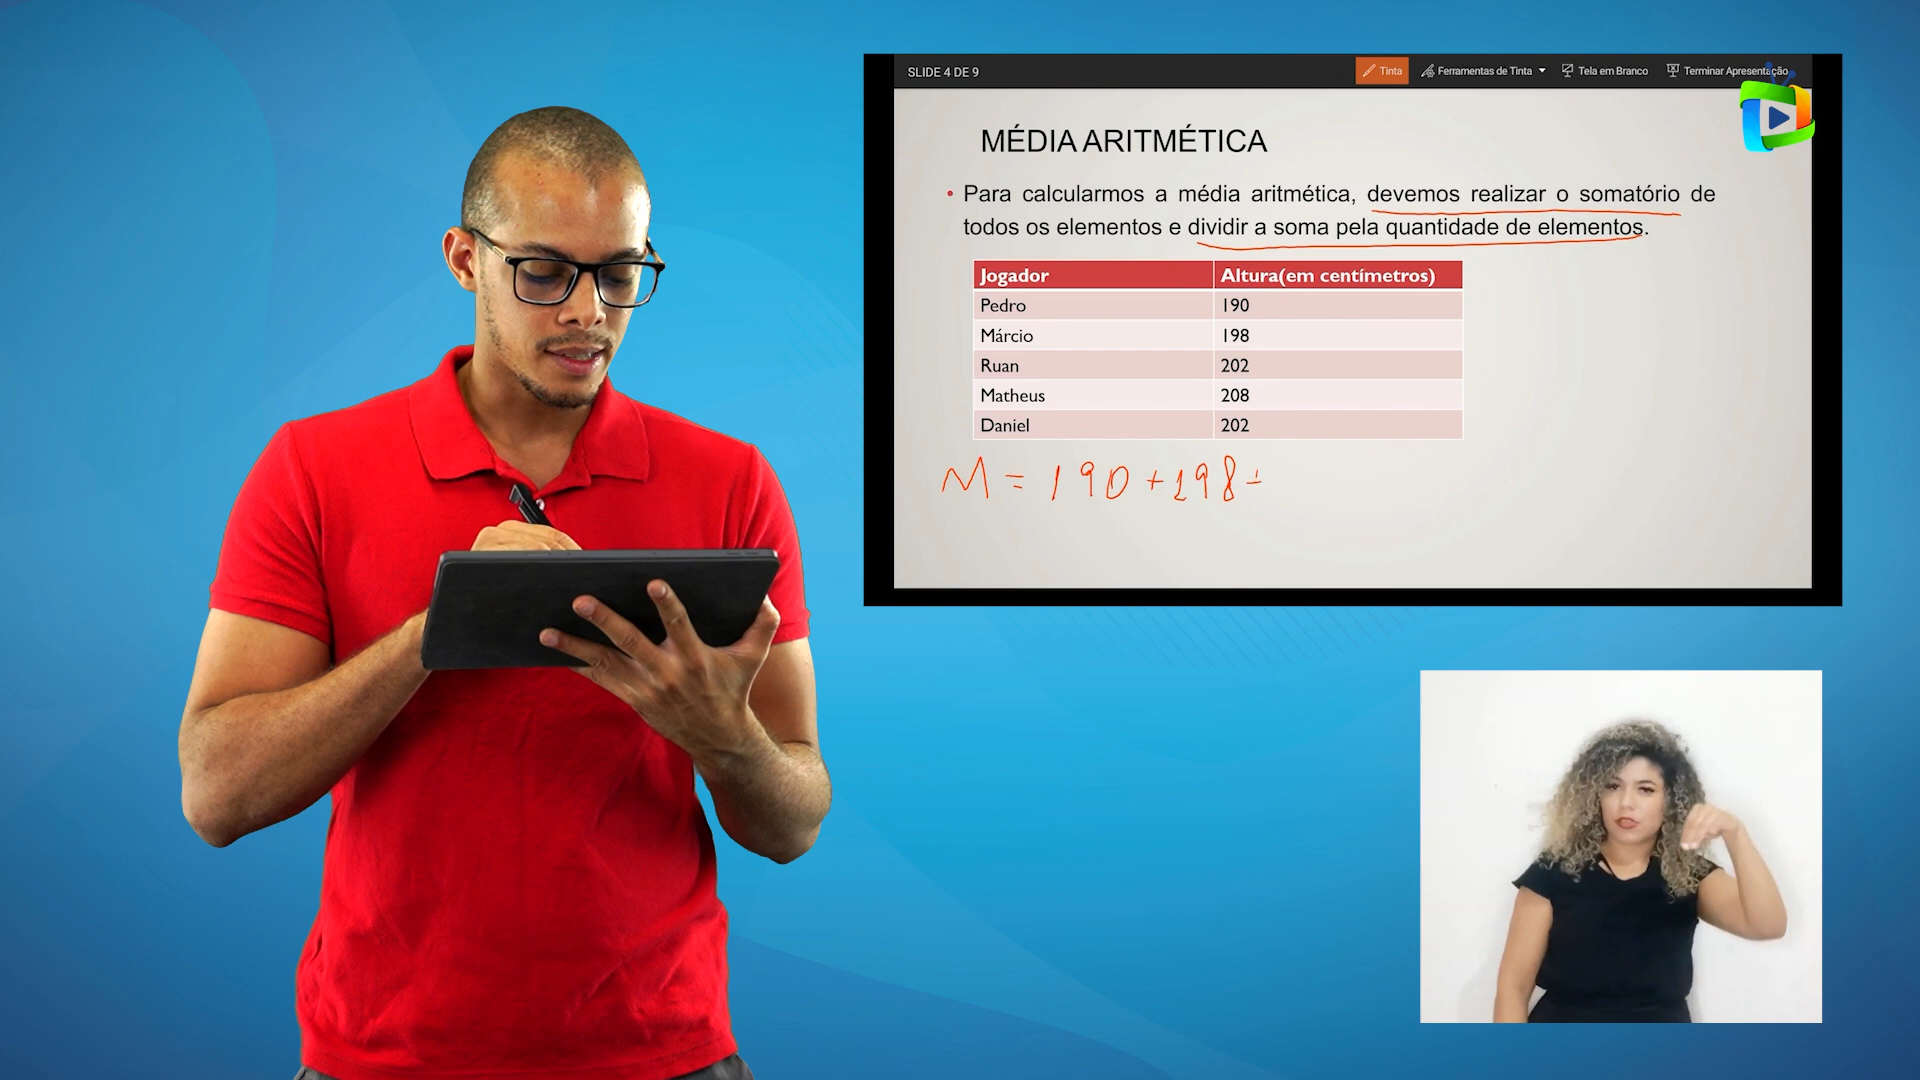 SLIDE 4 DE 9
Tinta
Ferramentas de Tinta
Tela em Branco
Terminar Apresentação
MÉDIA ARITMÉTICA
• Para calcularmos a média aritmética, devemos realizar o somatório de
todos os elementos e dividir a soma pela quantidade de elementos.
Jogador Altura(em centímetros)
Pedro 190
Márcio 198
Ruan 202
Matheus 208
Daniel 202
M = 190 + 198 +